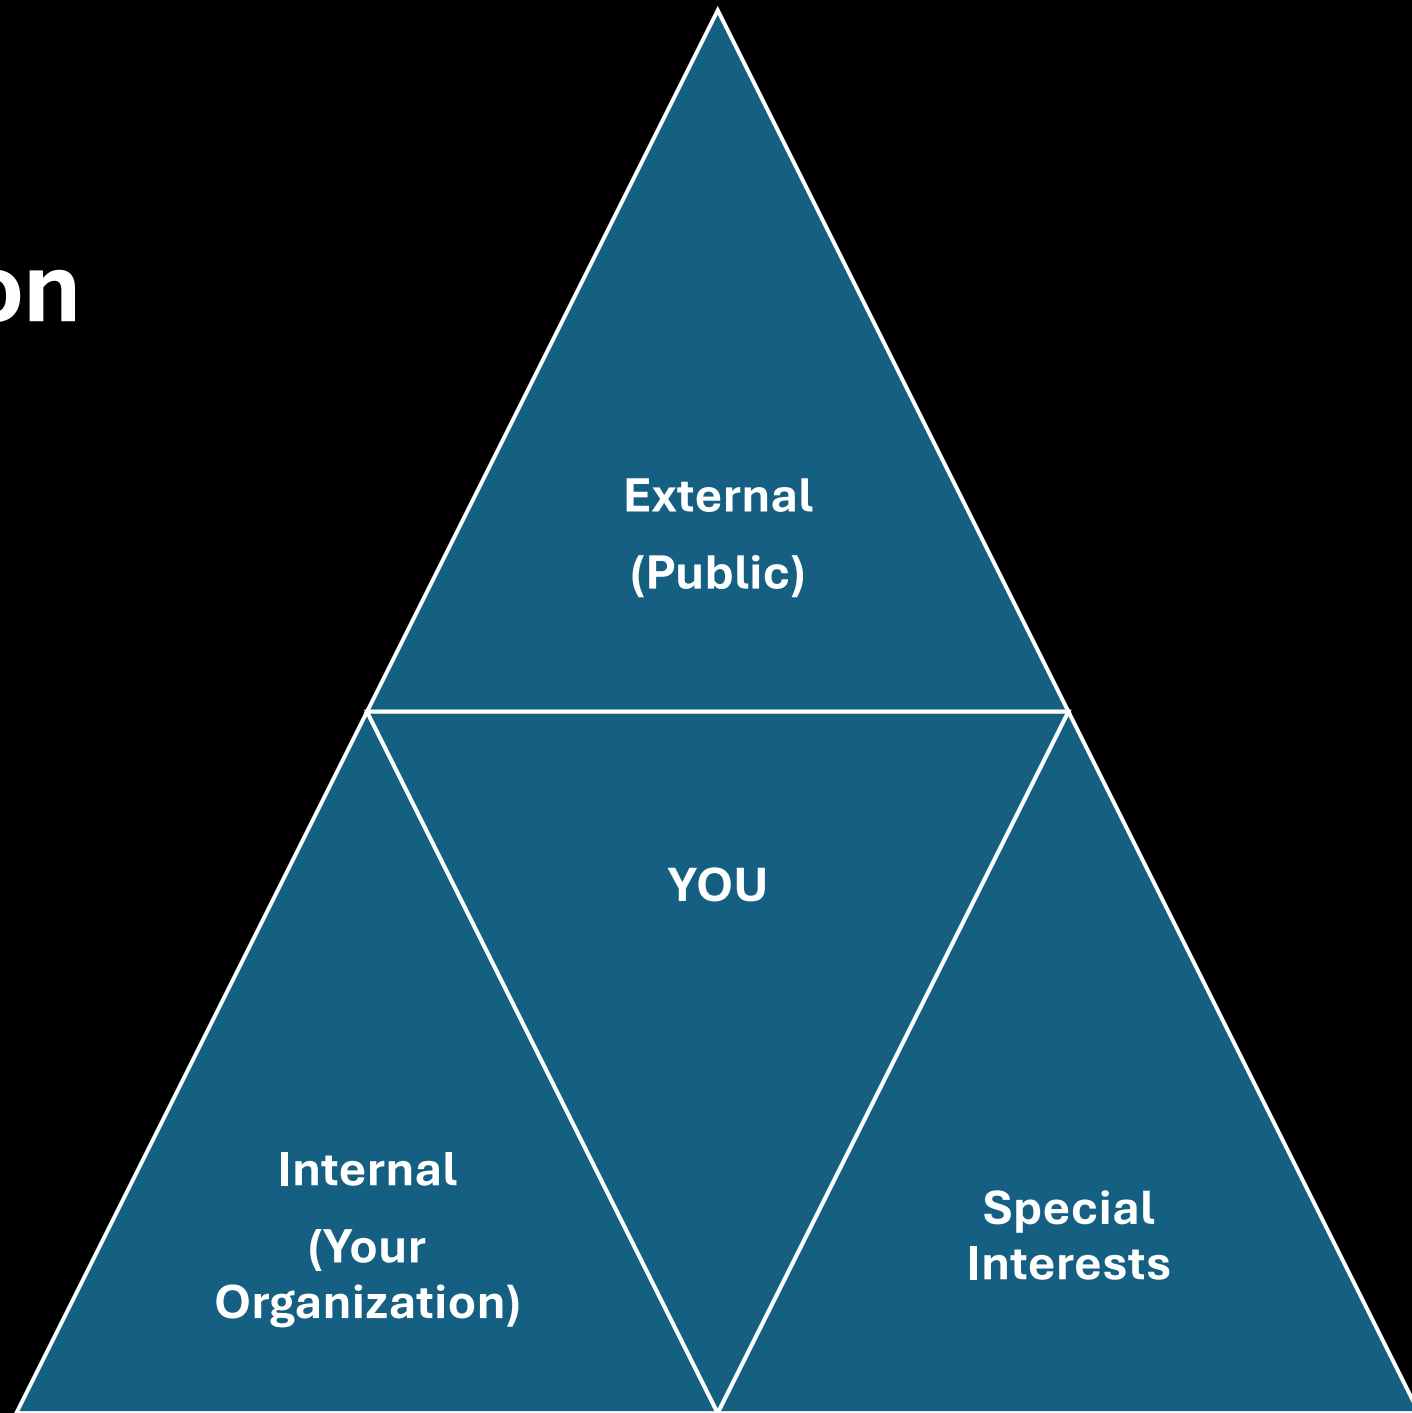 on
External
(Public)
YOU
Internal
(Your
Organization)
Special
Interests